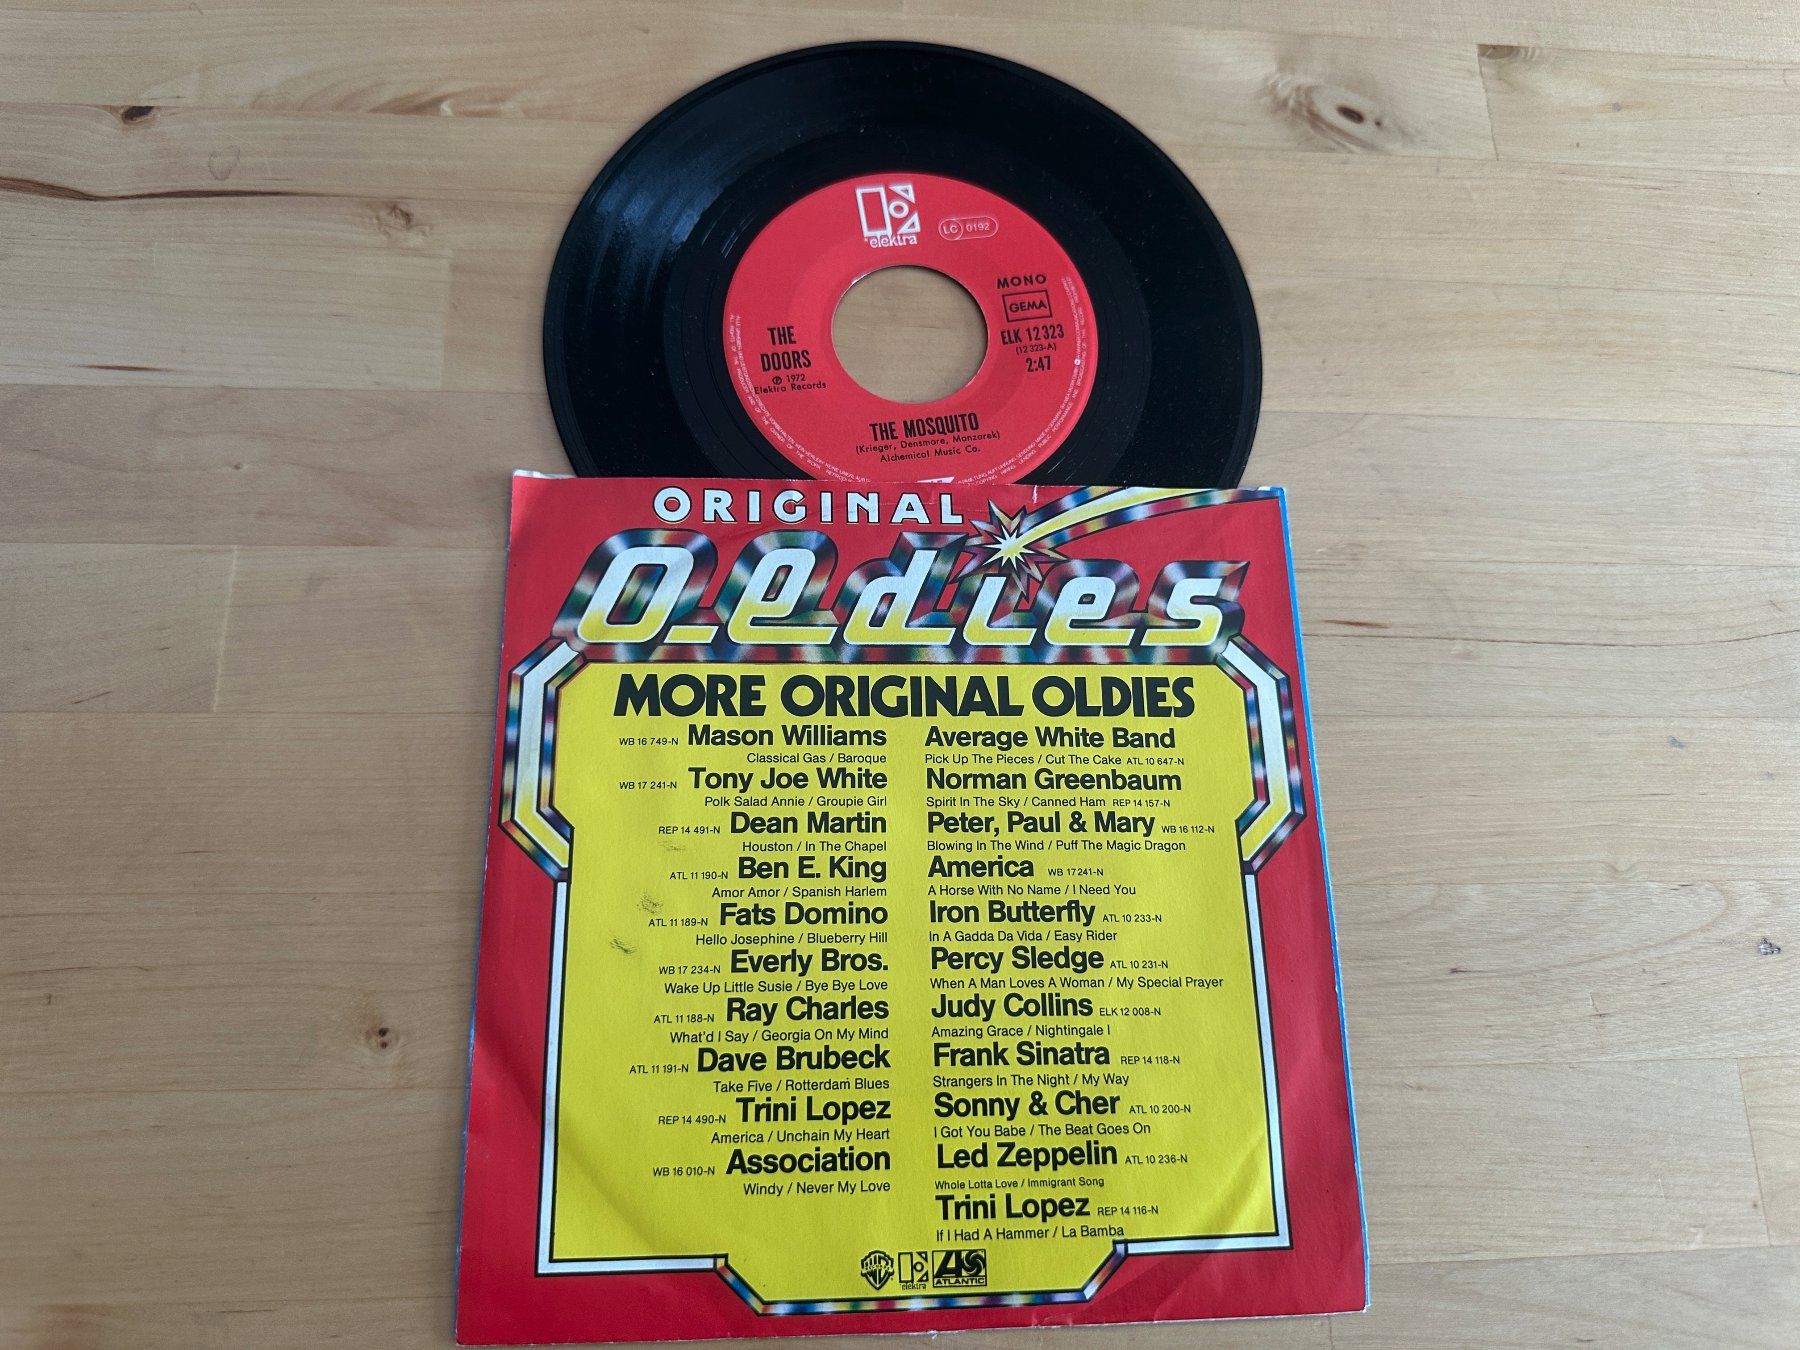 elektra
LC 0192
MONO
GEMA
THE DOORS
℗ 1972
Elektra Records
ELK 12 323
(12 323-A)
2:47
THE MOSQUITO
(Krieger, Densmore, Manzarek)
Alchemical Music Co.
ORIGINAL
Oldies
MORE ORIGINAL OLDIES
WB 16 749-N Mason Williams
Classical Gas / Baroque
WB 17 241-N Tony Joe White
Polk Salad Annie / Groupie Girl
REP 14 491-N Dean Martin
Houston / In The Chapel
ATL 11 190-N Ben E. King
Amor Amor / Spanish Harlem
ATL 11 189-N Fats Domino
Hello Josephine / Blueberry Hill
WB 17 234-N Everly Bros.
Wake Up Little Susie / Bye Bye Love
ATL 11 188-N Ray Charles
What'd I Say / Georgia On My Mind
ATL 11 191-N Dave Brubeck
Take Five / Rotterdam Blues
REP 14 490-N Trini Lopez
America / Unchain My Heart
WB 16 010-N Association
Windy / Never My Love
Average White Band
Pick Up The Pieces / Cut The Cake ATL 10 647-N
Norman Greenbaum
Spirit In The Sky / Canned Ham REP 14 157-N
Peter, Paul & Mary WB 16 112-N
Blowing In The Wind / Puff The Magic Dragon
America WB 17241-N
A Horse With No Name / I Need You
Iron Butterfly ATL 10 233-N
In A Gadda Da Vida / Easy Rider
Percy Sledge ATL 10 231-N
When A Man Loves A Woman / My Special Prayer
Judy Collins ELK 12 008-N
Amazing Grace / Nightingale I
Frank Sinatra REP 14 118-N
Strangers In The Night / My Way
Sonny & Cher ATL 10 200-N
I Got You Babe / The Beat Goes On
Led Zeppelin ATL 10 236-N
Whole Lotta Love / Immigrant Song
Trini Lopez REP 14 116-N
If I Had A Hammer / La Bamba
elektra
ATLANTIC